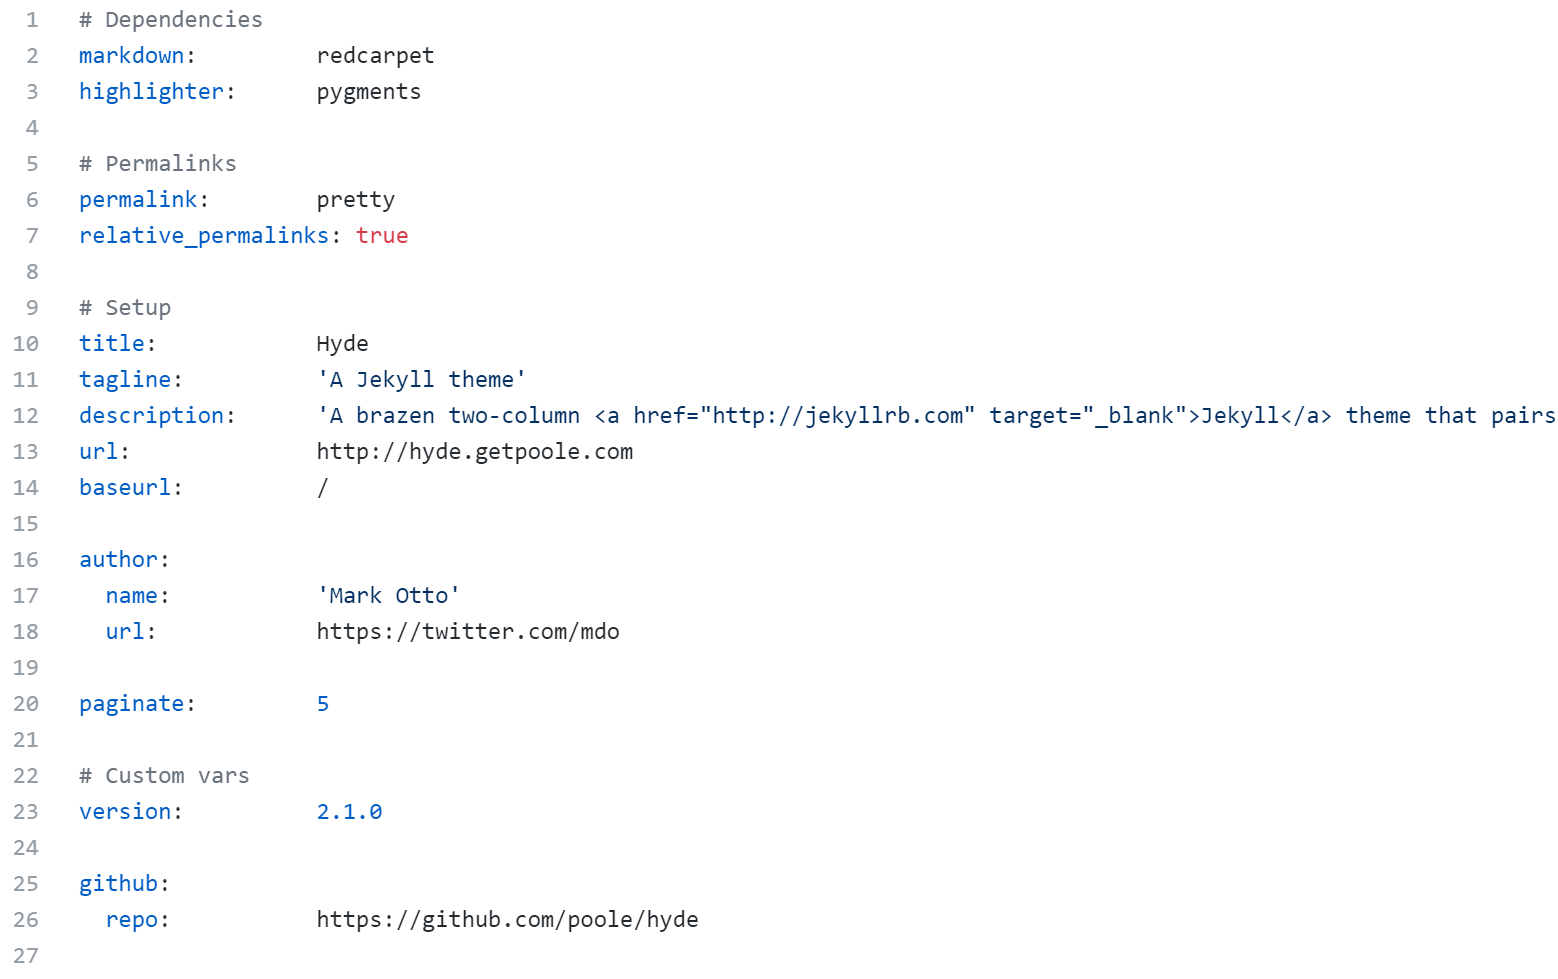 1 # Dependencies
2 markdown: redcarpet
3 highlighter: pygments
4
5 # Permalinks
6 permalink: pretty
7 relative_permalinks: true
8
9 # Setup
10 title: Hyde
11 tagline: 'A Jekyll theme'
12 description: 'A brazen two-column <a href="http://jekyllrb.com" target="_blank">Jekyll</a> theme that pairs
13 url: http://hyde.getpoole.com
14 baseurl: /
15
16 author:
17   name: 'Mark Otto'
18   url: https://twitter.com/mdo
19
20 paginate: 5
21
22 # Custom vars
23 version: 2.1.0
24
25 github:
26   repo: https://github.com/poole/hyde
27